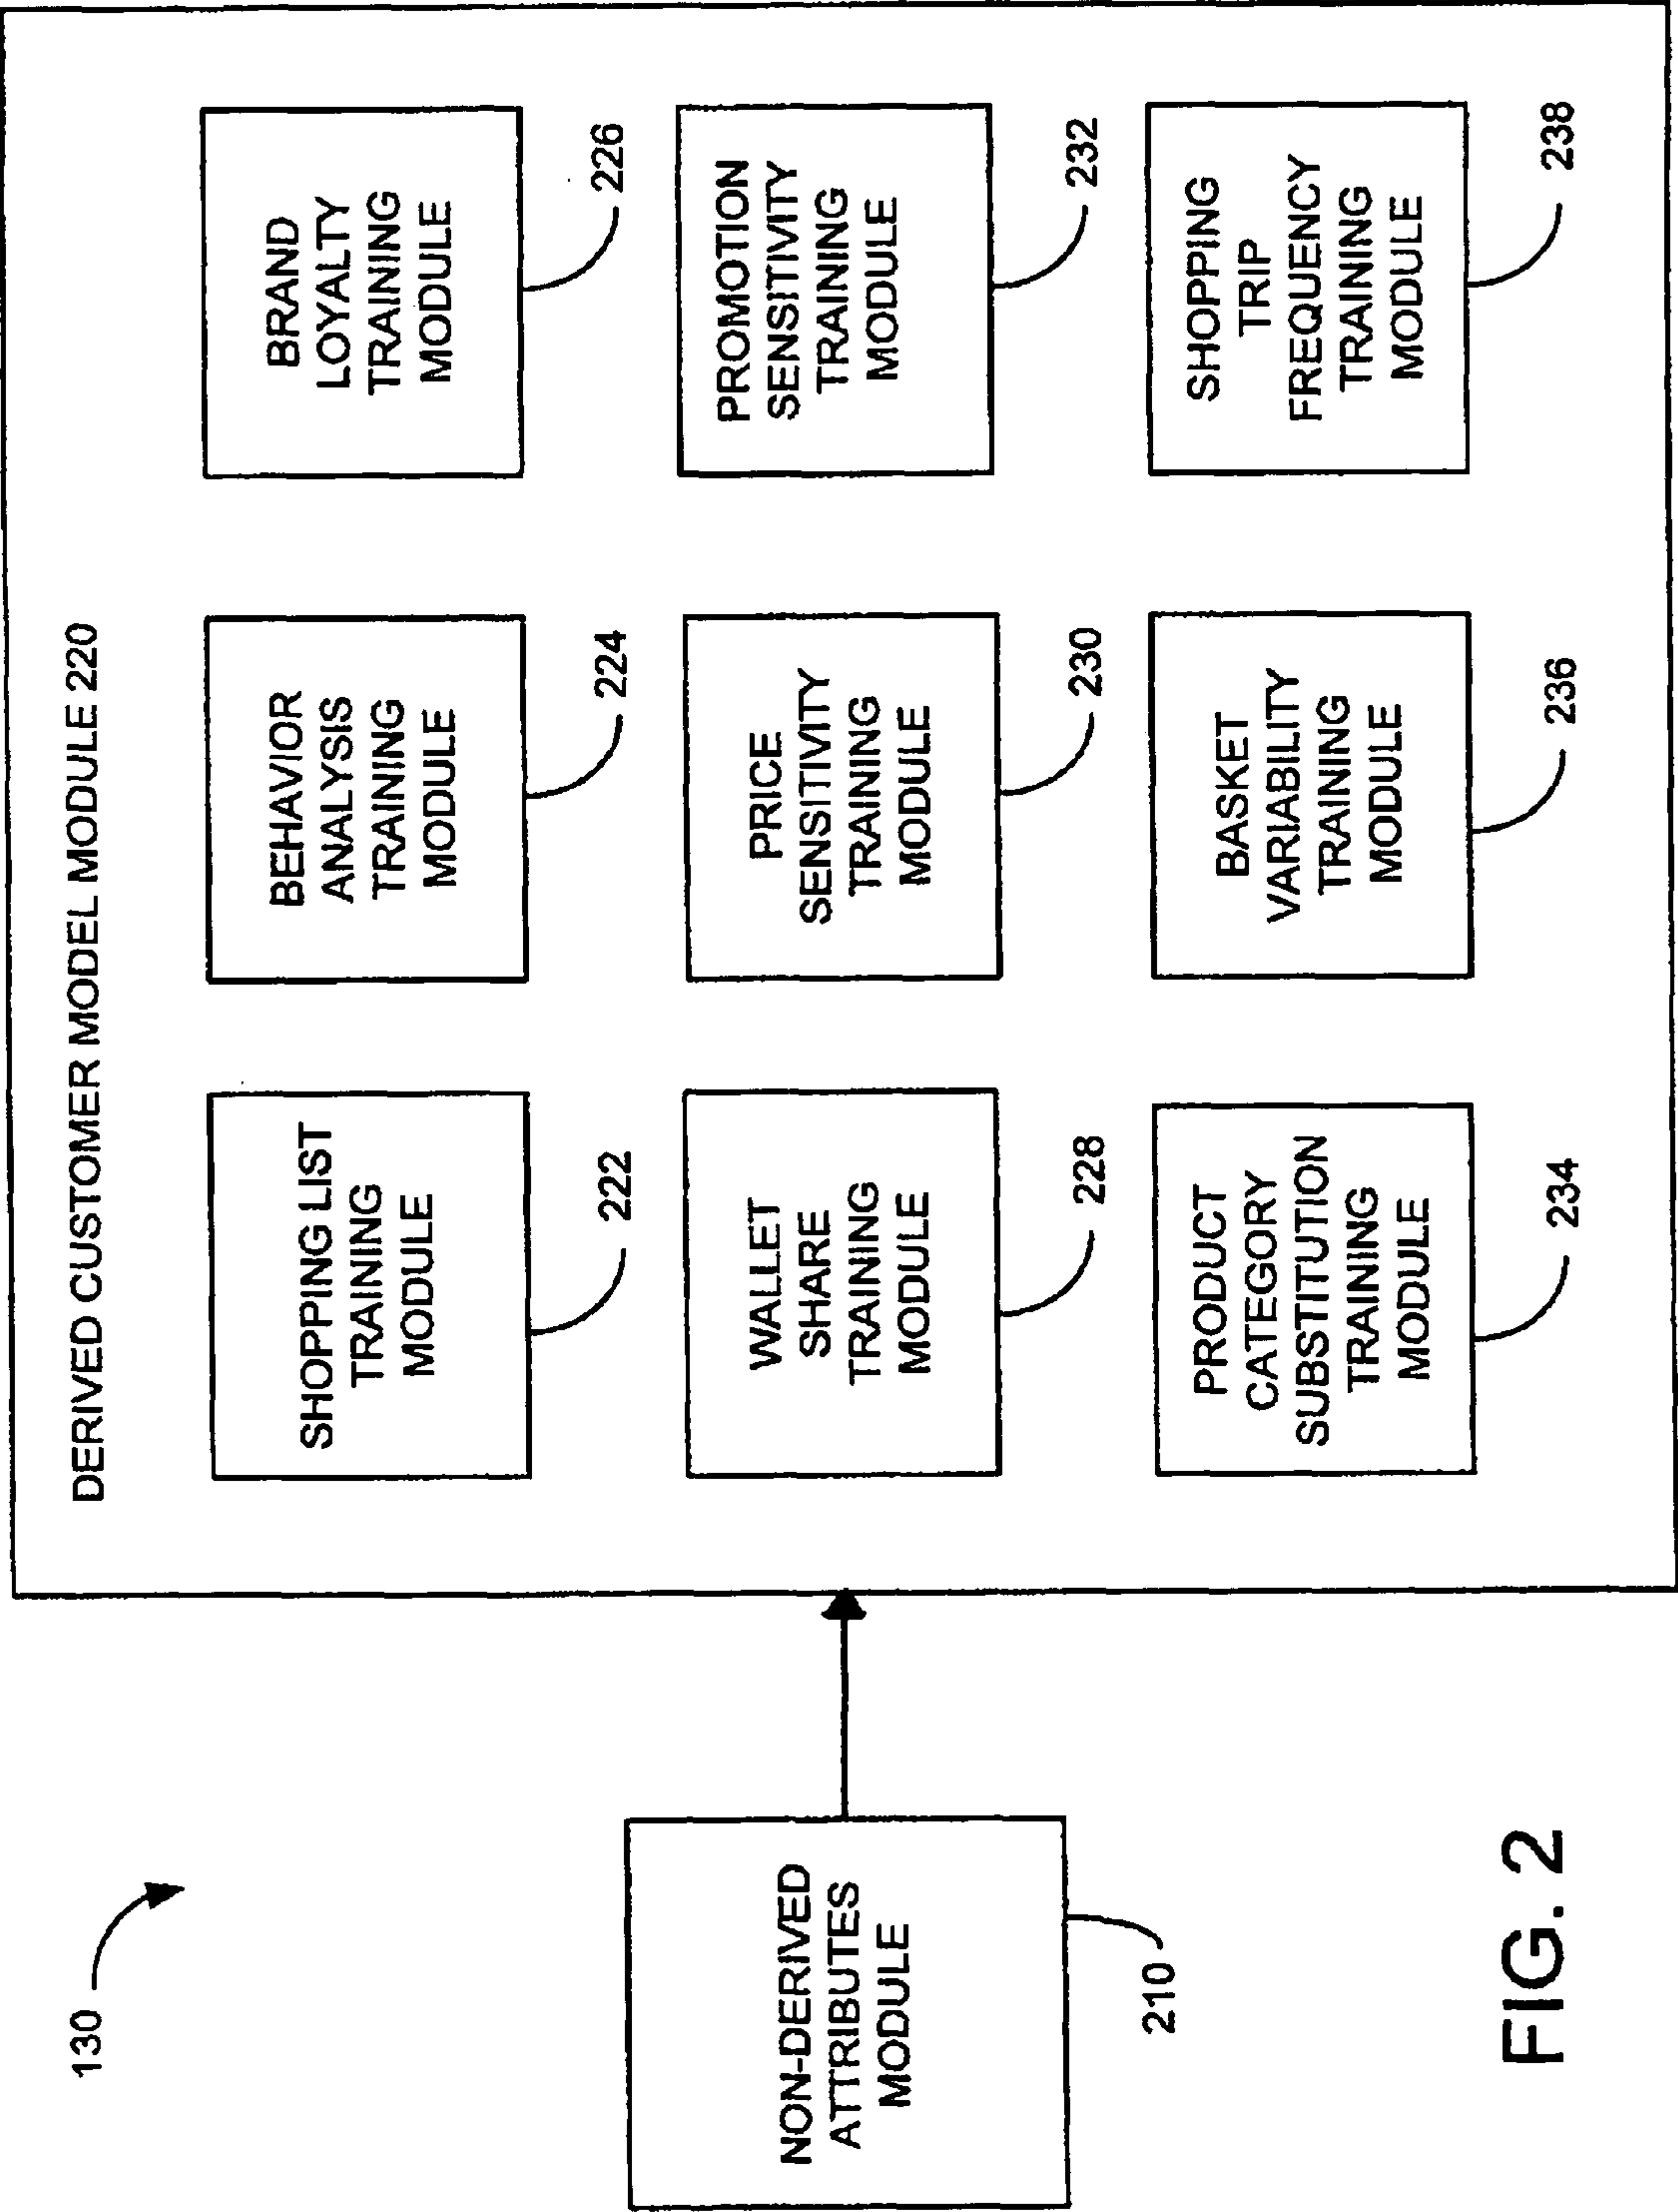 130
DERIVED CUSTOMER MODEL MODULE 220
SHOPPING LIST
TRAINING
MODULE
222
BEHAVIOR
ANALYSIS
TRAINING
MODULE
224
BRAND
LOYALTY
TRAINING
MODULE
226
NON-DERIVED
ATTRIBUTES
MODULE
210
WALLET
SHARE
TRAINING
MODULE
228
PRICE
SENSITIVITY
TRAINING
MODULE
230
PROMOTION
SENSITIVITY
TRAINING
MODULE
232
PRODUCT
CATEGORY
SUBSTITUTION
TRAINING
MODULE
234
BASKET
VARIABILITY
TRAINING
MODULE
236
SHOPPING
TRIP
FREQUENCY
TRAINING
MODULE
238
FIG. 2